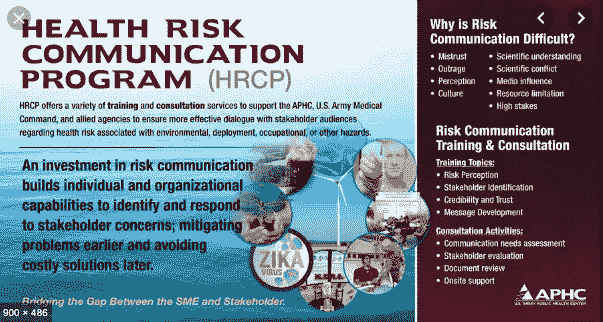 HEALTH RISK
COMMUNICATION
PROGRAM (HRCP)
HRCP offers a variety of training and consultation services to support the APHC, U.S. Army Medical
Command, and allied agencies to ensure more effective dialogue with stakeholder audiences
regarding health risk associated with environmental, deployment, occupational, or other hazards.
An investment in risk communication
builds individual and organizational
capabilities to identify and respond
to stakeholder concerns; mitigating
problems earlier and avoiding
costly solutions later.
ZIKA
VIRUS
Bridging the Gap Between the SME and Stakeholder.
900 × 486
Why is Risk
Communication Difficult?
• Mistrust
• Outrage
• Perception
• Culture
• Scientific understanding
• Scientific conflict
• Media influence
• Resource limitation
• High stakes
Risk Communication
Training & Consultation
Training Topics:
• Risk Perception
• Stakeholder Identification
• Credibility and Trust
• Message Development
Consultation Activities:
• Communication needs assessment
• Stakeholder evaluation
• Document review
• Onsite support
APHC
U.S. ARMY PUBLIC HEALTH CENTER